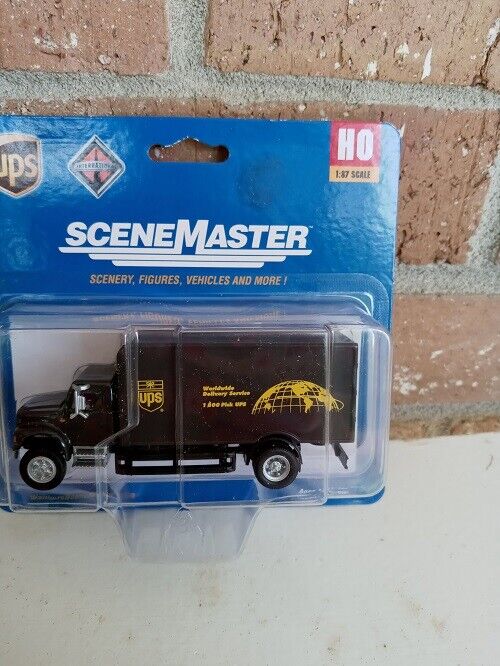 ups
INTERNATIONAL
HO
1:87 SCALE
SCENEMASTER
SCENERY, FIGURES, VEHICLES AND MORE !
ups
Worldwide
Delivery Service
1 800 Pick UPS